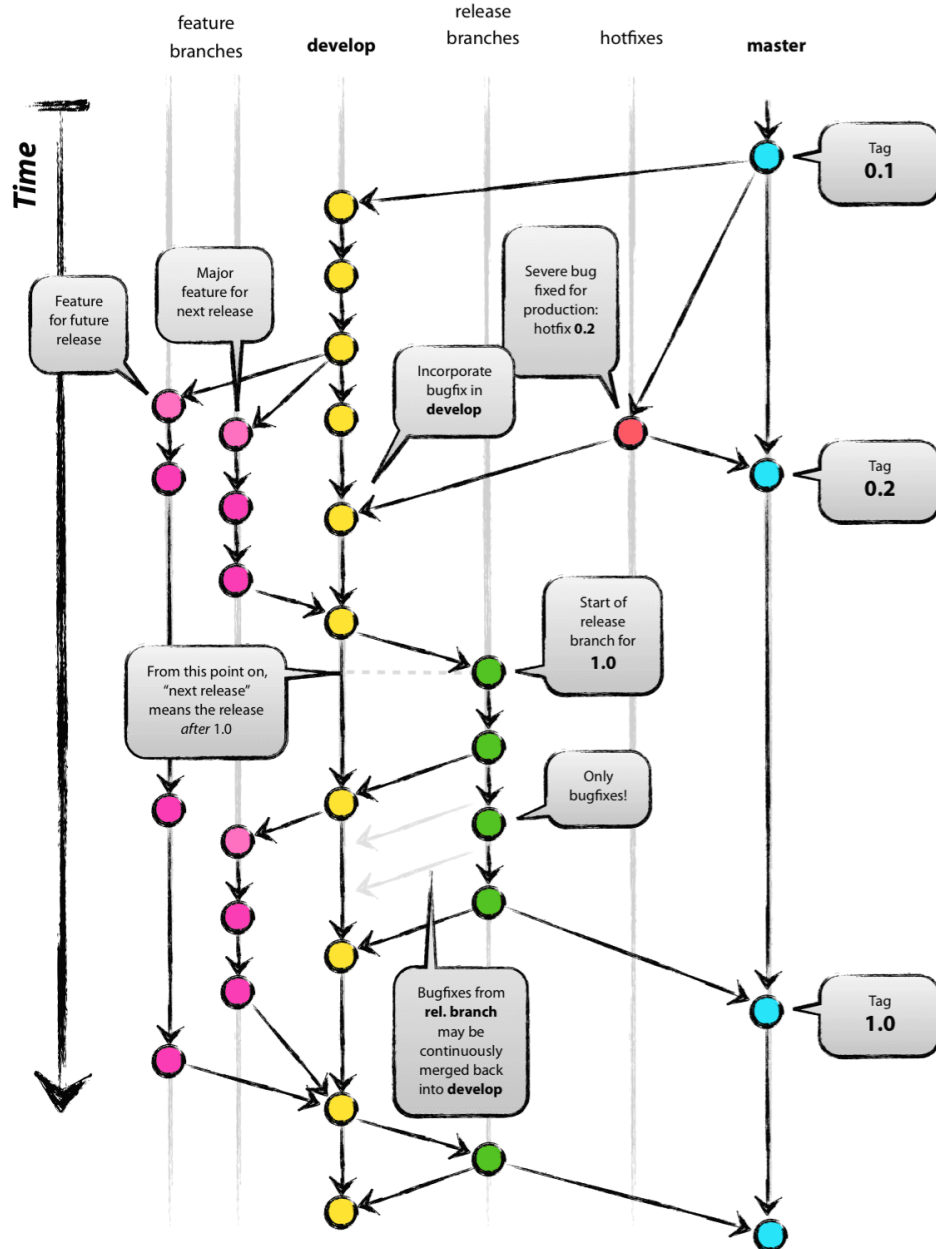 feature
branches
develop
release
branches
hotfixes
master
Time
Tag
0.1
Major
feature for
next release
Feature
for future
release
Severe bug
fixed for
production:
hotfix 0.2
Incorporate
bugfix in
develop
Tag
0.2
Start of
release
branch for
1.0
From this point on,
“next release”
means the release
after 1.0
Only
bugfixes!
Bugfixes from
rel. branch
may be
continuously
merged back
into develop
Tag
1.0